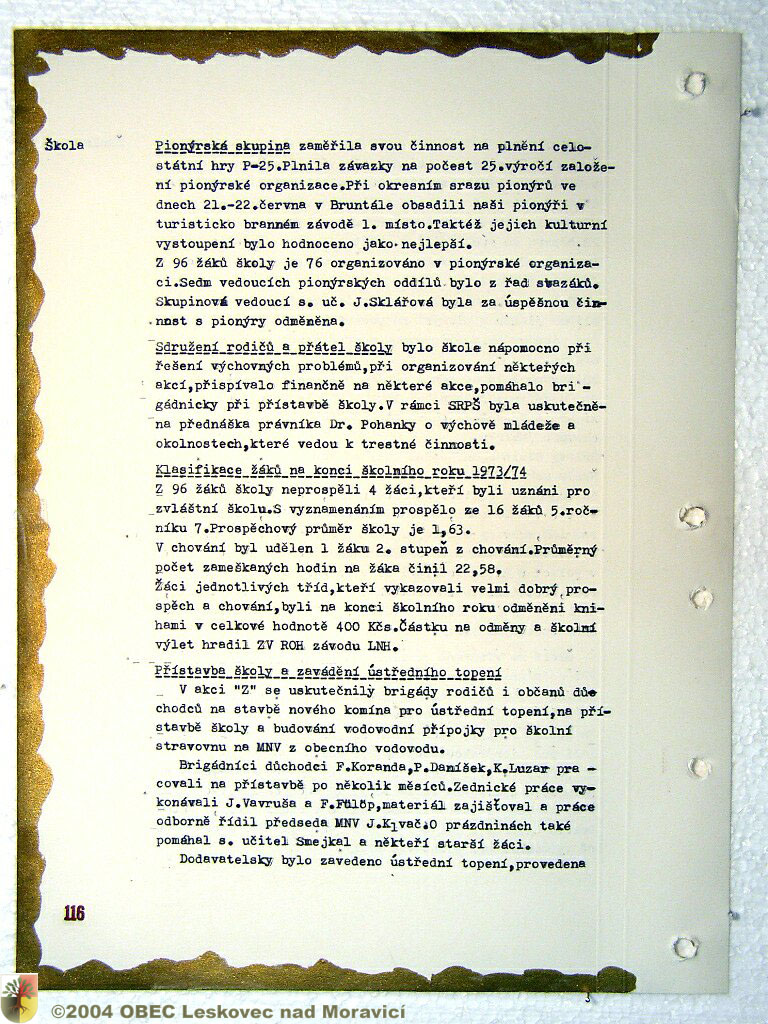 Škola
Pionýrská skupina zaměřila svou činnost na plnění celo-
státní hry P-25.Plnila závazky na počest 25.výročí založe-
ní pionýrské organizace.Při okresním srazu pionýrů ve
dnech 21.-22.června v Bruntále obsadili naši pionýři v
turisticko branném závodě 1. místo.Taktéž jejich kulturní
vystoupení bylo hodnoceno jako nejlepší.
Z 96 žáků školy je 76 organizováno v pionýrské organiza-
ci.Sedm vedoucích pionýrských oddílů bylo z řad svazáků.
Skupinová vedoucí s. uč. J.Sklářová byla za úspěšnou čin-
nost s pionýry odměněna.
Sdružení rodičů a přátel školy bylo škole nápomocno při
řešení výchovných problémů,při organizování některých
akcí,přispívalo finančně na některé akce,pomáhalo bri -
gádnicky při přístavbě školy.V rámci SRPŠ byla uskutečně-
na přednáška právníka Dr. Pohanky o výchově mládeže a
okolnostech,které vedou k trestné činnosti.
Klasifikace žáků na konci školního roku 1973/74
Z 96 žáků školy neprospěli 4 žáci,kteří byli uznáni pro
zvláštní školu.S vyznamenáním prospělo ze 16 žáků 5.roč-
níku 7.Prospěchový průměr školy je 1,63.
V chování byl udělen 1 žáku 2. stupeň z chování.Průměrný
počet zameškaných hodin na žáka činil 22,58.
Žáci jednotlivých tříd,kteří vykazovali velmi dobrý pro-
spěch a chování,byli na konci školního roku odměněni kni-
hami v celkové hodnotě 400 Kčs.Částku na odměny a školní
výlet hradil ZV ROH závodu LNH.
Přístavba školy a zavádění ústředního topení
V akci "Z" se uskutečnily brigády rodičů i občanů dů-
chodců na stavbě nového komína pro ústřední topení,na pří-
stavbě školy a budování vodovodní přípojky pro školní
stravovnu na MNV z obecního vodovodu.
Brigádníci důchodci F.Koranda,P.Daníšek,K.Luzar pra -
covali na přístavbě po několik měsíců.Zednické práce vy-
konávali J.Vavruša a F.Fülöp,materiál zajišťoval a práce
odborně řídil předseda MNV J.Klvač.O prázdninách také
pomáhal s. učitel Smejkal a někteří starší žáci.
Dodavatelsky bylo zavedeno ústřední topení,provedena
116
©2004 OBEC Leskovec nad Moravicí